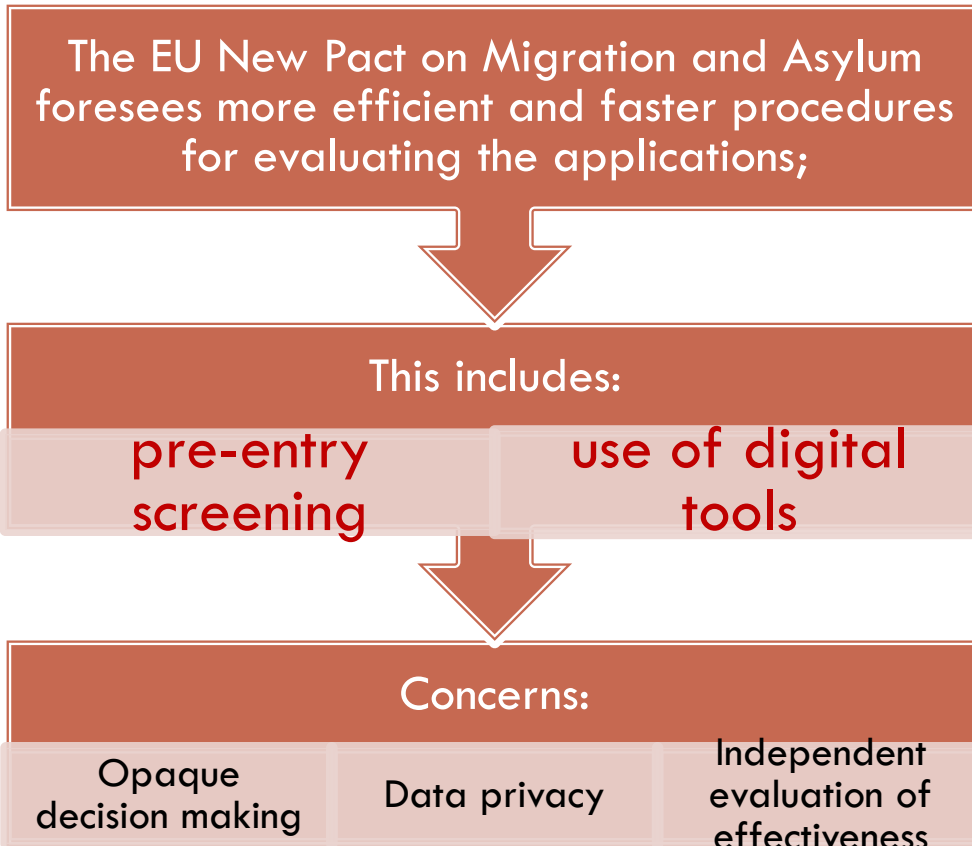 The EU New Pact on Migration and Asylum
foresees more efficient and faster procedures
for evaluating the applications;
This includes:
pre-entry
screening
use of digital
tools
Concerns:
Opaque
decision making
Data privacy
Independent
evaluation of
effectiveness